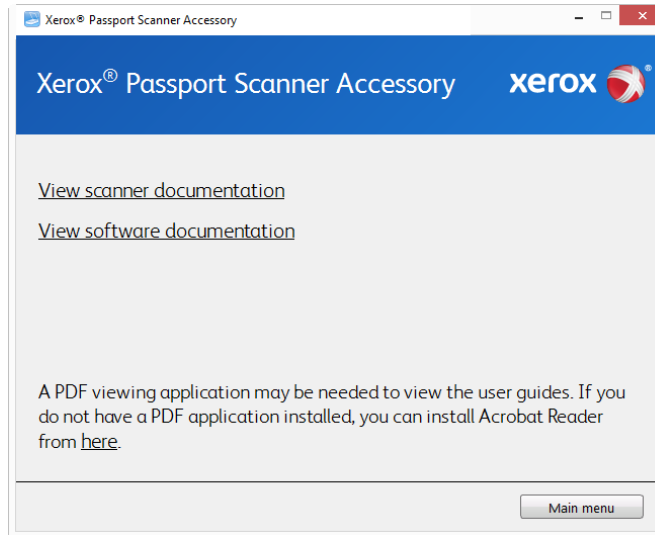 Xerox® Passport Scanner Accessory
Xerox® Passport Scanner Accessory
xerox®
View scanner documentation
View software documentation
A PDF viewing application may be needed to view the user guides. If you
do not have a PDF application installed, you can install Acrobat Reader
from here.
Main menu